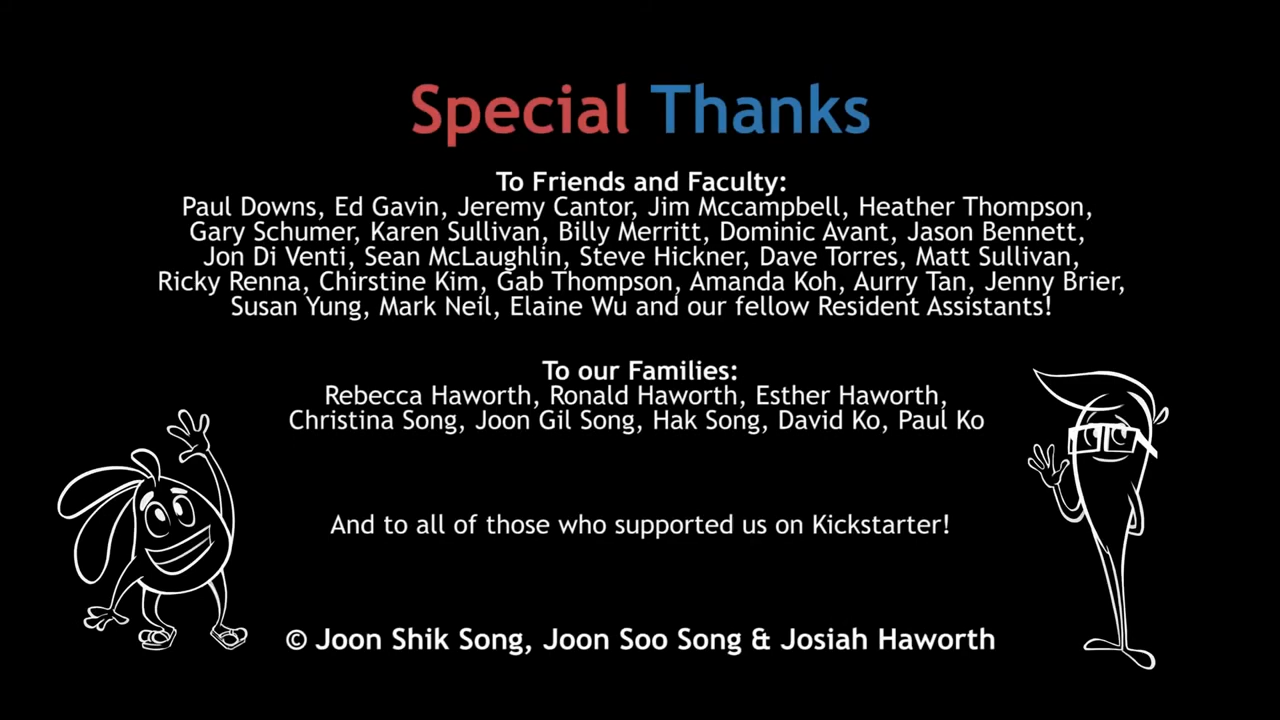 Special Thanks
To Friends and Faculty:
Paul Downs, Ed Gavin, Jeremy Cantor, Jim Mccampbell, Heather Thompson,
Gary Schumer, Karen Sullivan, Billy Merritt, Dominic Avant, Jason Bennett,
Jon Di Venti, Sean McLaughlin, Steve Hickner, Dave Torres, Matt Sullivan,
Ricky Renna, Chirstine Kim, Gab Thompson, Amanda Koh, Aurry Tan, Jenny Brier,
Susan Yung, Mark Neil, Elaine Wu and our fellow Resident Assistants!
To our Families:
Rebecca Haworth, Ronald Haworth, Esther Haworth,
Christina Song, Joon Gil Song, Hak Song, David Ko, Paul Ko
And to all of those who supported us on Kickstarter!
© Joon Shik Song, Joon Soo Song & Josiah Haworth